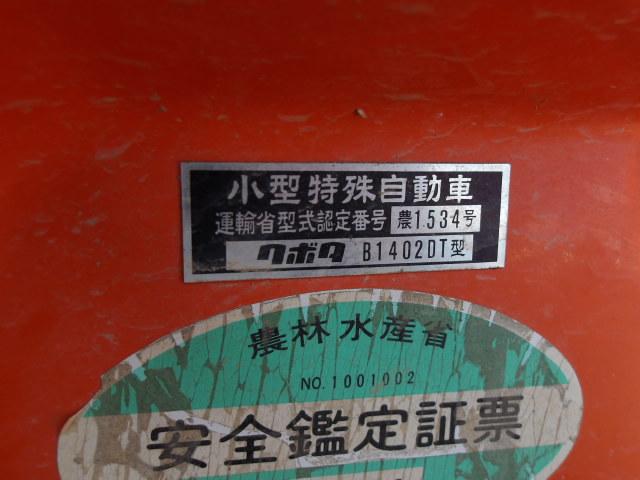 小型特殊自動車
運輸省型式認定番号 農1534号
クボタ B1402DT型
農林水産省
NO.1001002
安全鑑定証票